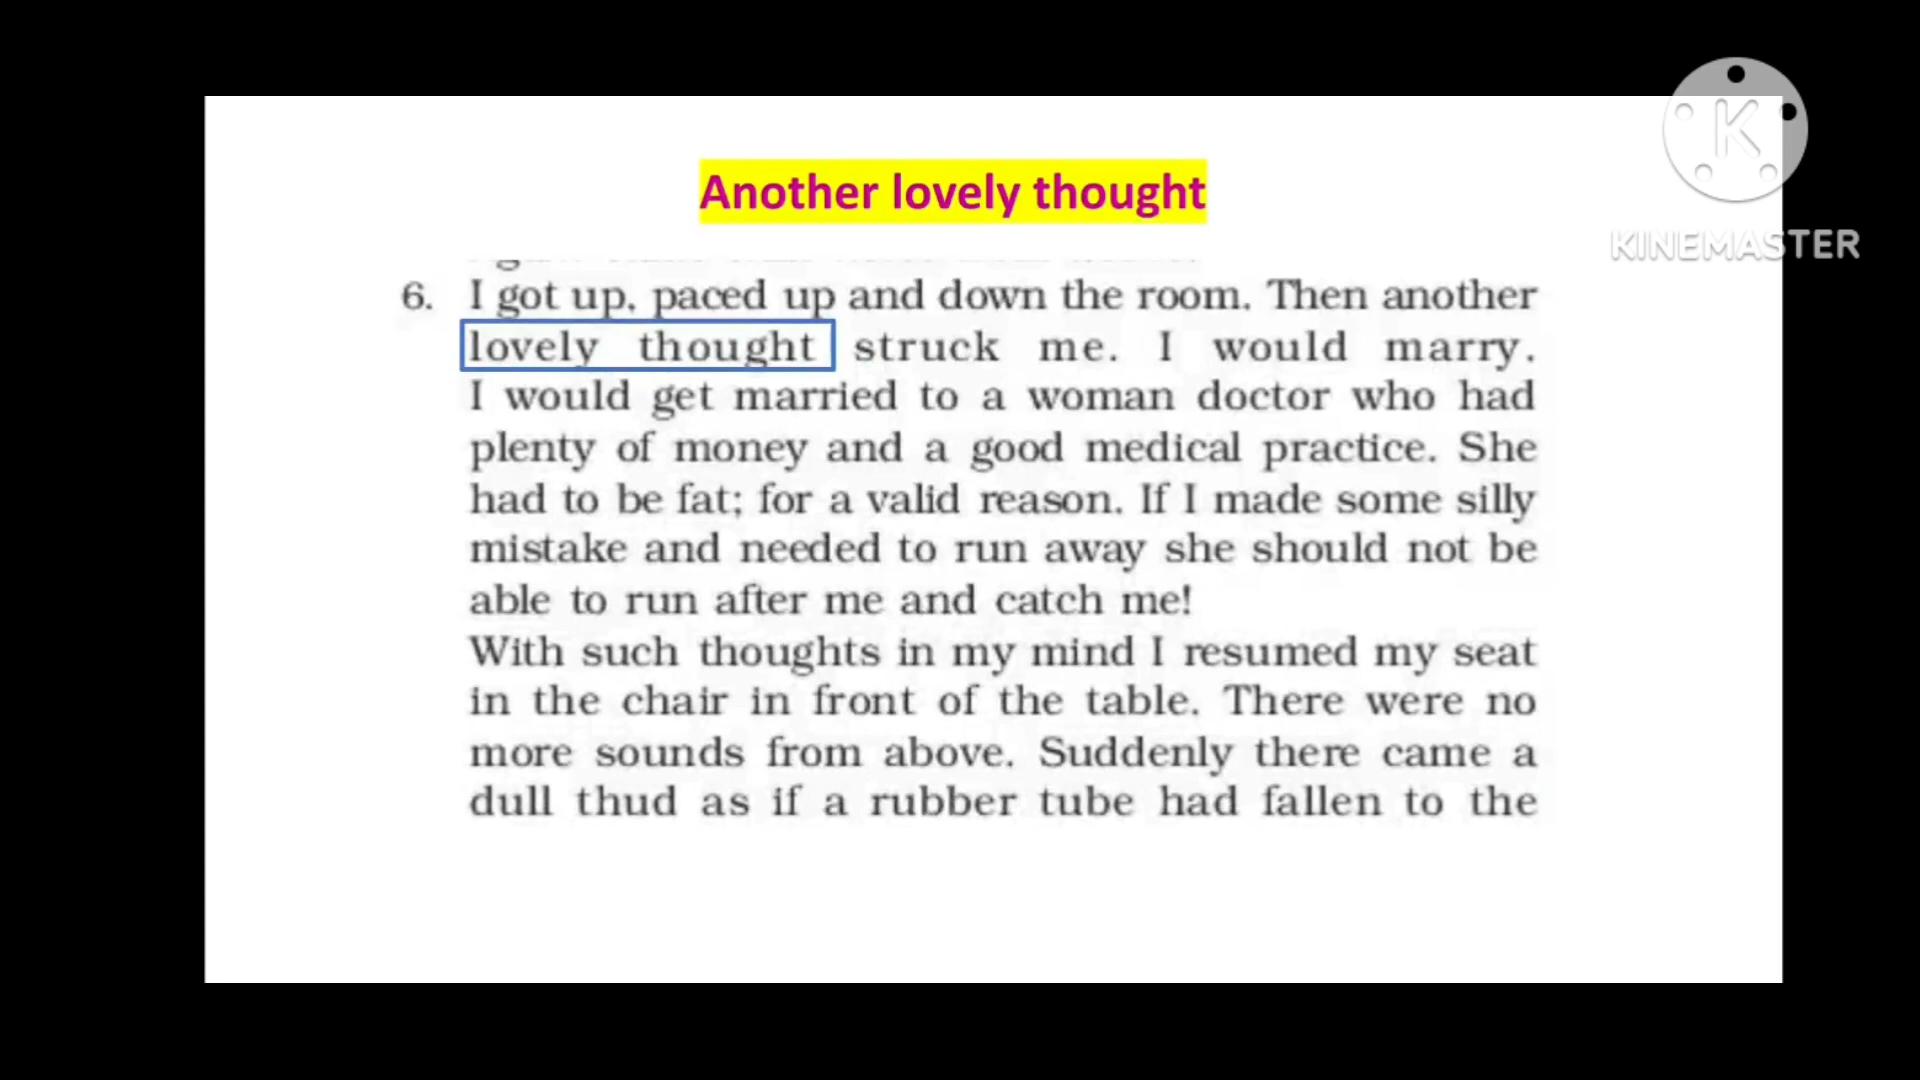 Another lovely thought
6. I got up, paced up and down the room. Then another
lovely thought struck me. I would marry.
I would get married to a woman doctor who had
plenty of money and a good medical practice. She
had to be fat; for a valid reason. If I made some silly
mistake and needed to run away she should not be
able to run after me and catch me!
With such thoughts in my mind I resumed my seat
in the chair in front of the table. There were no
more sounds from above. Suddenly there came a
dull thud as if a rubber tube had fallen to the
K
KINEMASTER